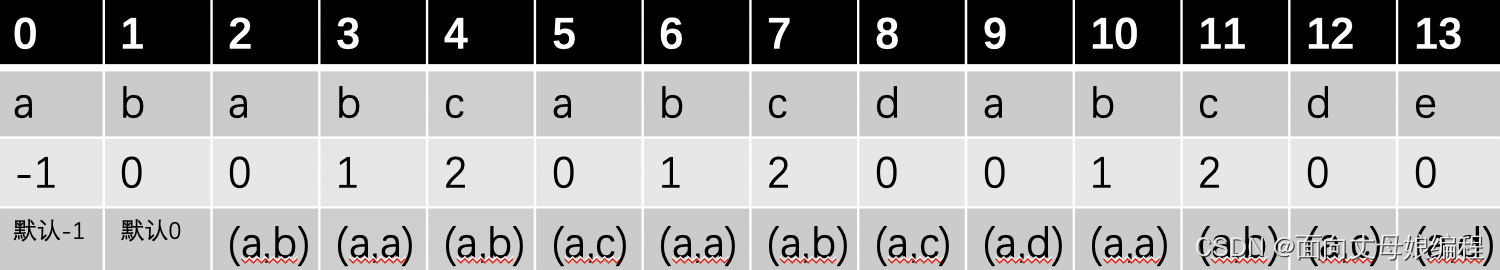 0 1 2 3 4 5 6 7 8 9 10 11 12 13
a b a b c a b c d a b c d e
-1 0 0 1 2 0 1 2 0 0 1 2 0 0
默认-1 默认0 (a,b) (a,a) (a,b) (a,c) (a,a) (a,b) (a,c) (a,d) (a,a) (a,b) (a,c) (a,d)
CSDN @面向丈母娘编程